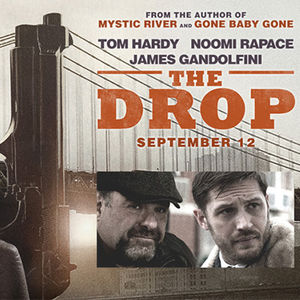 FROM THE AUTHOR OF
MYSTIC RIVER AND GONE BABY GONE
TOM HARDY NOOMI RAPACE
JAMES GANDOLFINI
THE
DROP
SEPTEMBER 12